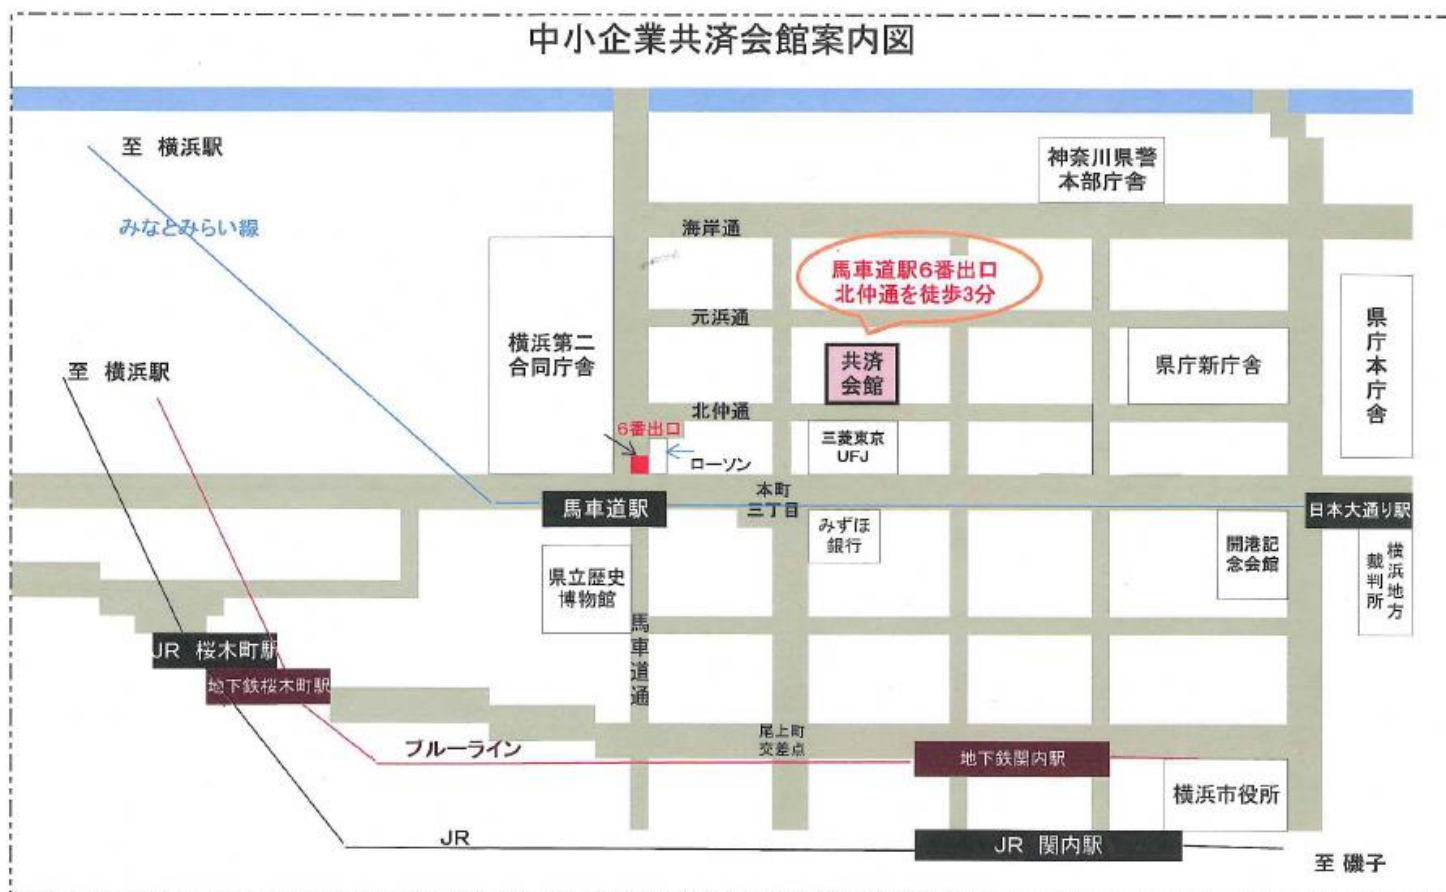 中小企業共済会館案内図
至 横浜駅
みなとみらい線
神奈川県警
本部庁舎
海岸通
馬車道駅6番出口
北仲通を徒歩3分
元浜通
横浜第二
合同庁舎
共済
会館
県庁新庁舎
県庁本庁舎
至 横浜駅
北仲通
6番出口
ローソン
三菱東京
UFJ
本町
三丁目
馬車道駅
日本大通り駅
みずほ
銀行
開港記
念会館
横浜地方
裁判所
県立歴史
博物館
馬車道通
JR 桜木町駅
地下鉄桜木町駅
ブルーライン
尾上町
交差点
地下鉄関内駅
横浜市役所
JR
JR 関内駅
至 磯子